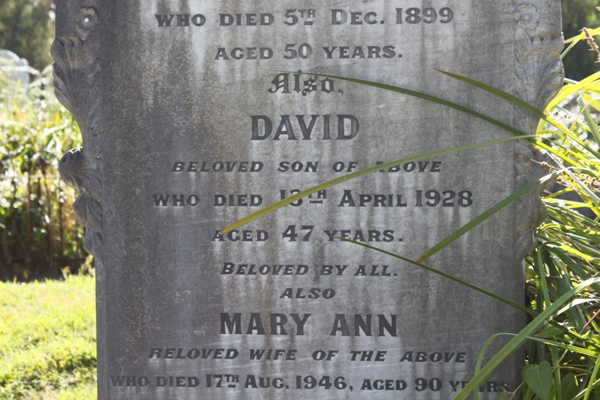 WHO DIED 5TH DEC. 1899
AGED 50 YEARS.
Also,
DAVID
BELOVED SON OF ABOVE
WHO DIED 13TH APRIL 1928
AGED 47 YEARS.
BELOVED BY ALL.
ALSO
MARY ANN
BELOVED WIFE OF THE ABOVE
WHO DIED 17TH AUG. 1946, AGED 90 YEARS